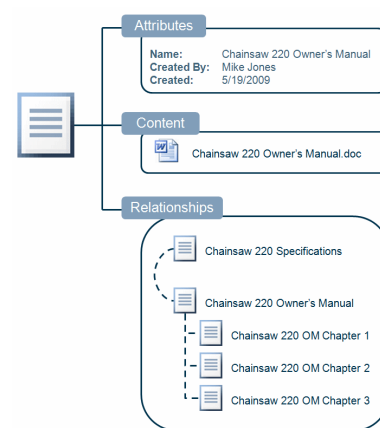 Attributes
Name: Chainsaw 220 Owner's Manual
Created By: Mike Jones
Created: 5/19/2009
Content
Chainsaw 220 Owner's Manual.doc
Relationships
Chainsaw 220 Specifications
Chainsaw 220 Owner's Manual
Chainsaw 220 OM Chapter 1
Chainsaw 220 OM Chapter 2
Chainsaw 220 OM Chapter 3